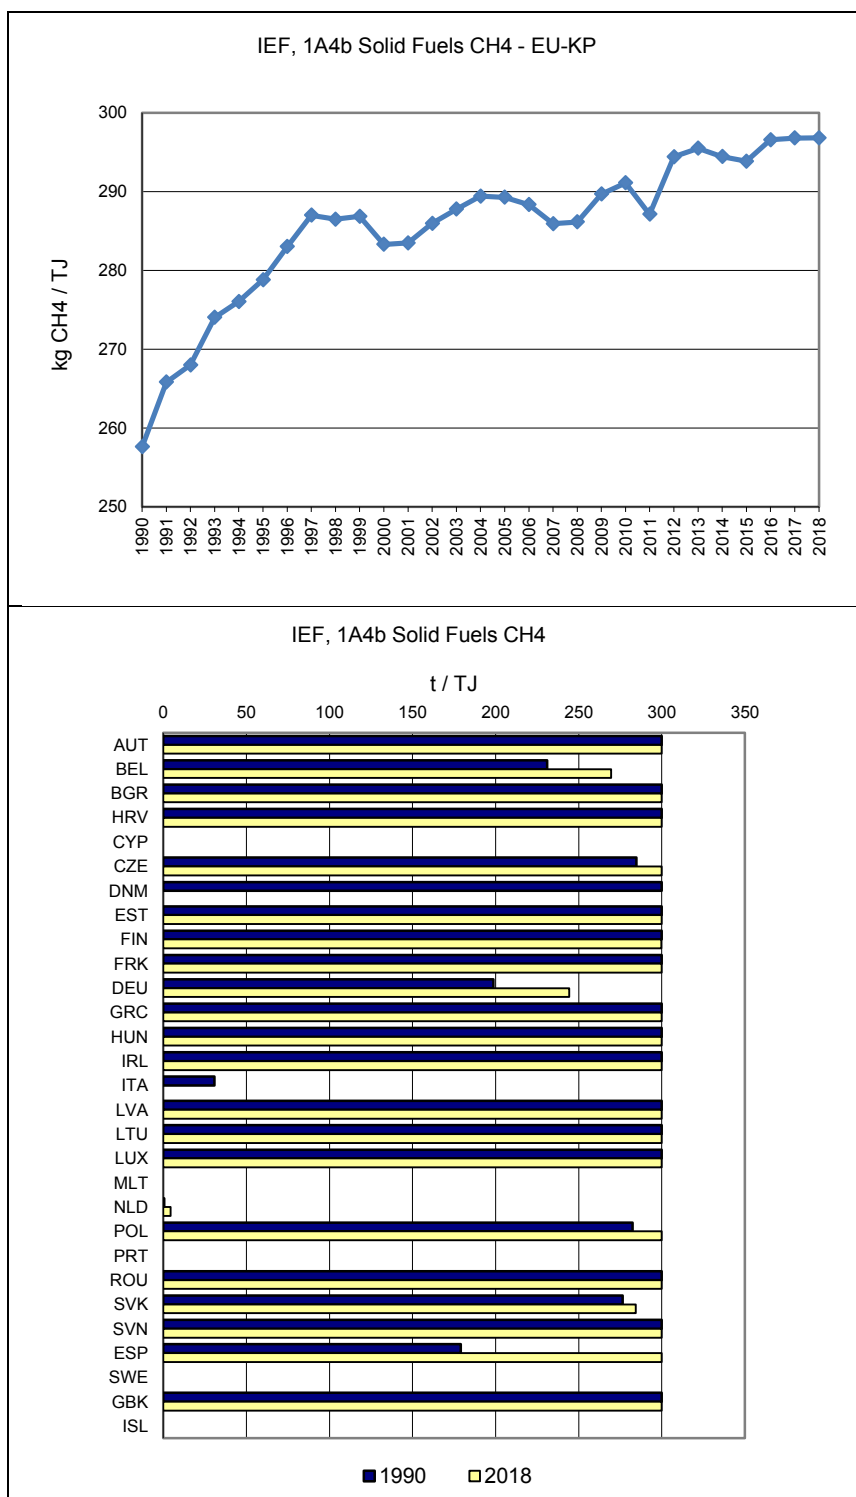 IEF, 1A4b Solid Fuels CH4 - EU-KP
kg CH4 / TJ
300
290
280
270
260
250
1990
1991
1992
1993
1994
1995
1996
1997
1998
1999
2000
2001
2002
2003
2004
2005
2006
2007
2008
2009
2010
2011
2012
2013
2014
2015
2016
2017
2018
IEF, 1A4b Solid Fuels CH4
t / TJ
0 50 100 150 200 250 300 350
AUT
BEL
BGR
HRV
CYP
CZE
DNM
EST
FIN
FRK
DEU
GRC
HUN
IRL
ITA
LVA
LTU
LUX
MLT
NLD
POL
PRT
ROU
SVK
SVN
ESP
SWE
GBK
ISL
1990 2018